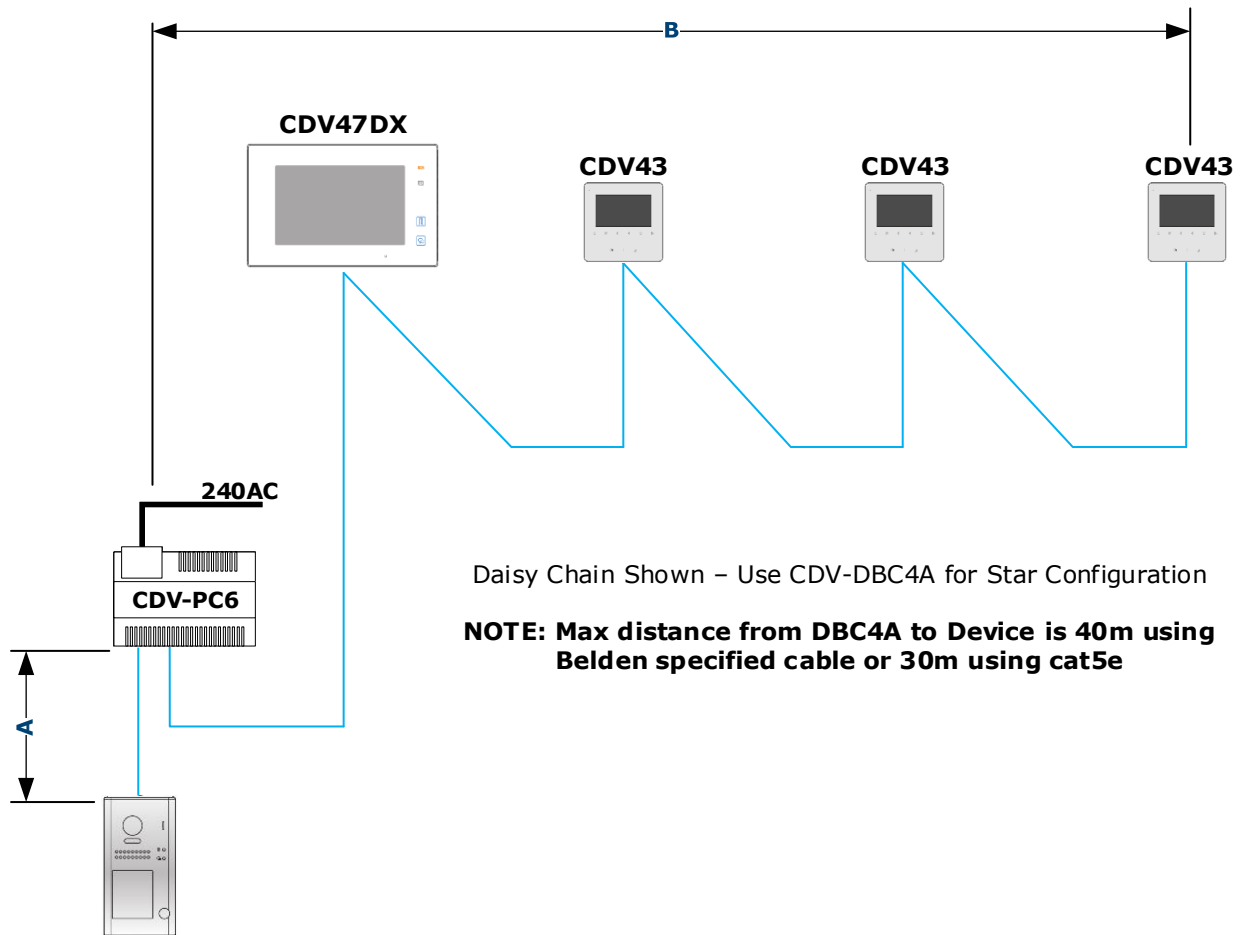 B
CDV47DX
CDV43
CDV43
CDV43
240AC
CDV-PC6
Daisy Chain Shown – Use CDV-DBC4A for Star Configuration
NOTE: Max distance from DBC4A to Device is 40m using
Belden specified cable or 30m using cat5e
A